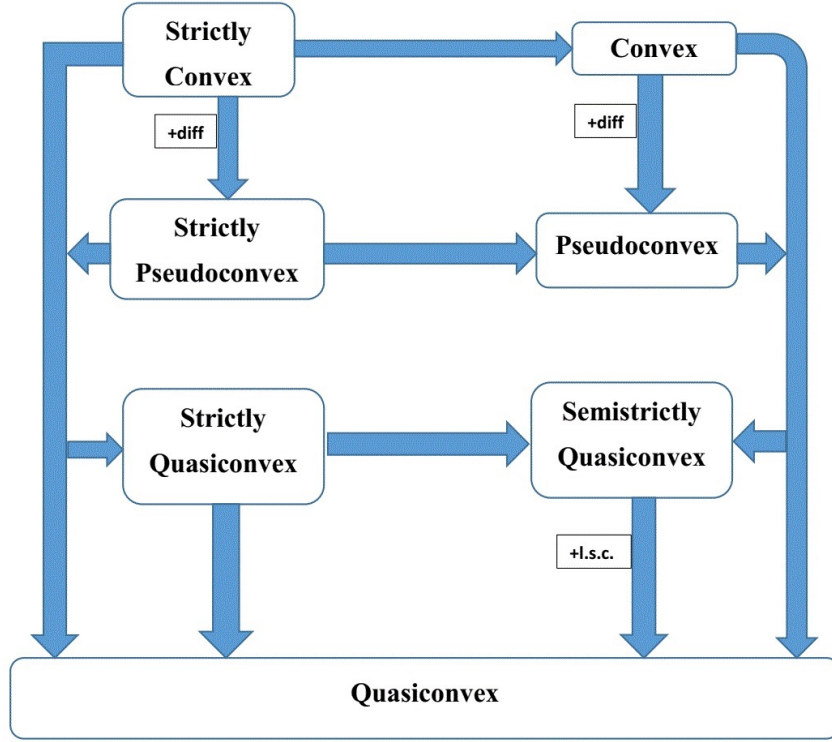 Strictly
Convex
Convex
+diff
+diff
Strictly
Pseudoconvex
Pseudoconvex
Strictly
Quasiconvex
Semistrictly
Quasiconvex
+l.s.c.
Quasiconvex